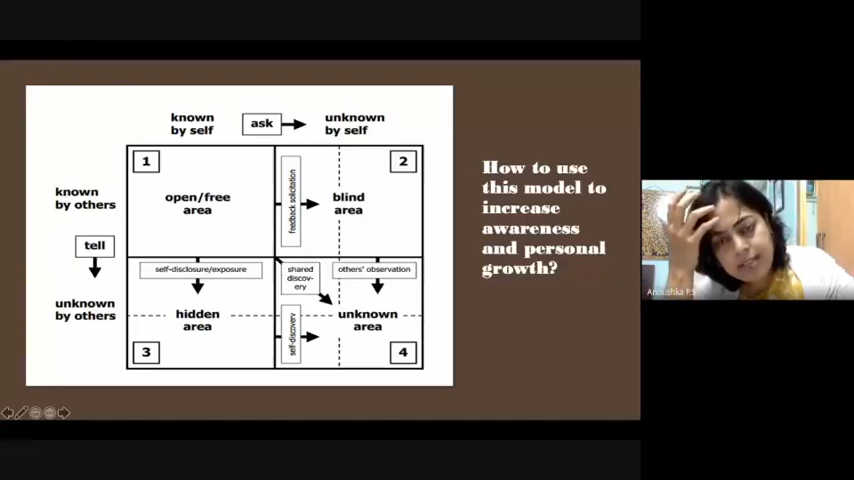 known
by self
ask
unknown
by self
1
2
known
by others
open/free
area
feedback solicitation
blind
area
tell
self-disclosure/exposure
shared
discov-
ery
others' observation
unknown
by others
hidden
area
self-discovery
unknown
area
3
4
How to use
this model to
increase
awareness
and personal
growth?
Anoushka P.S